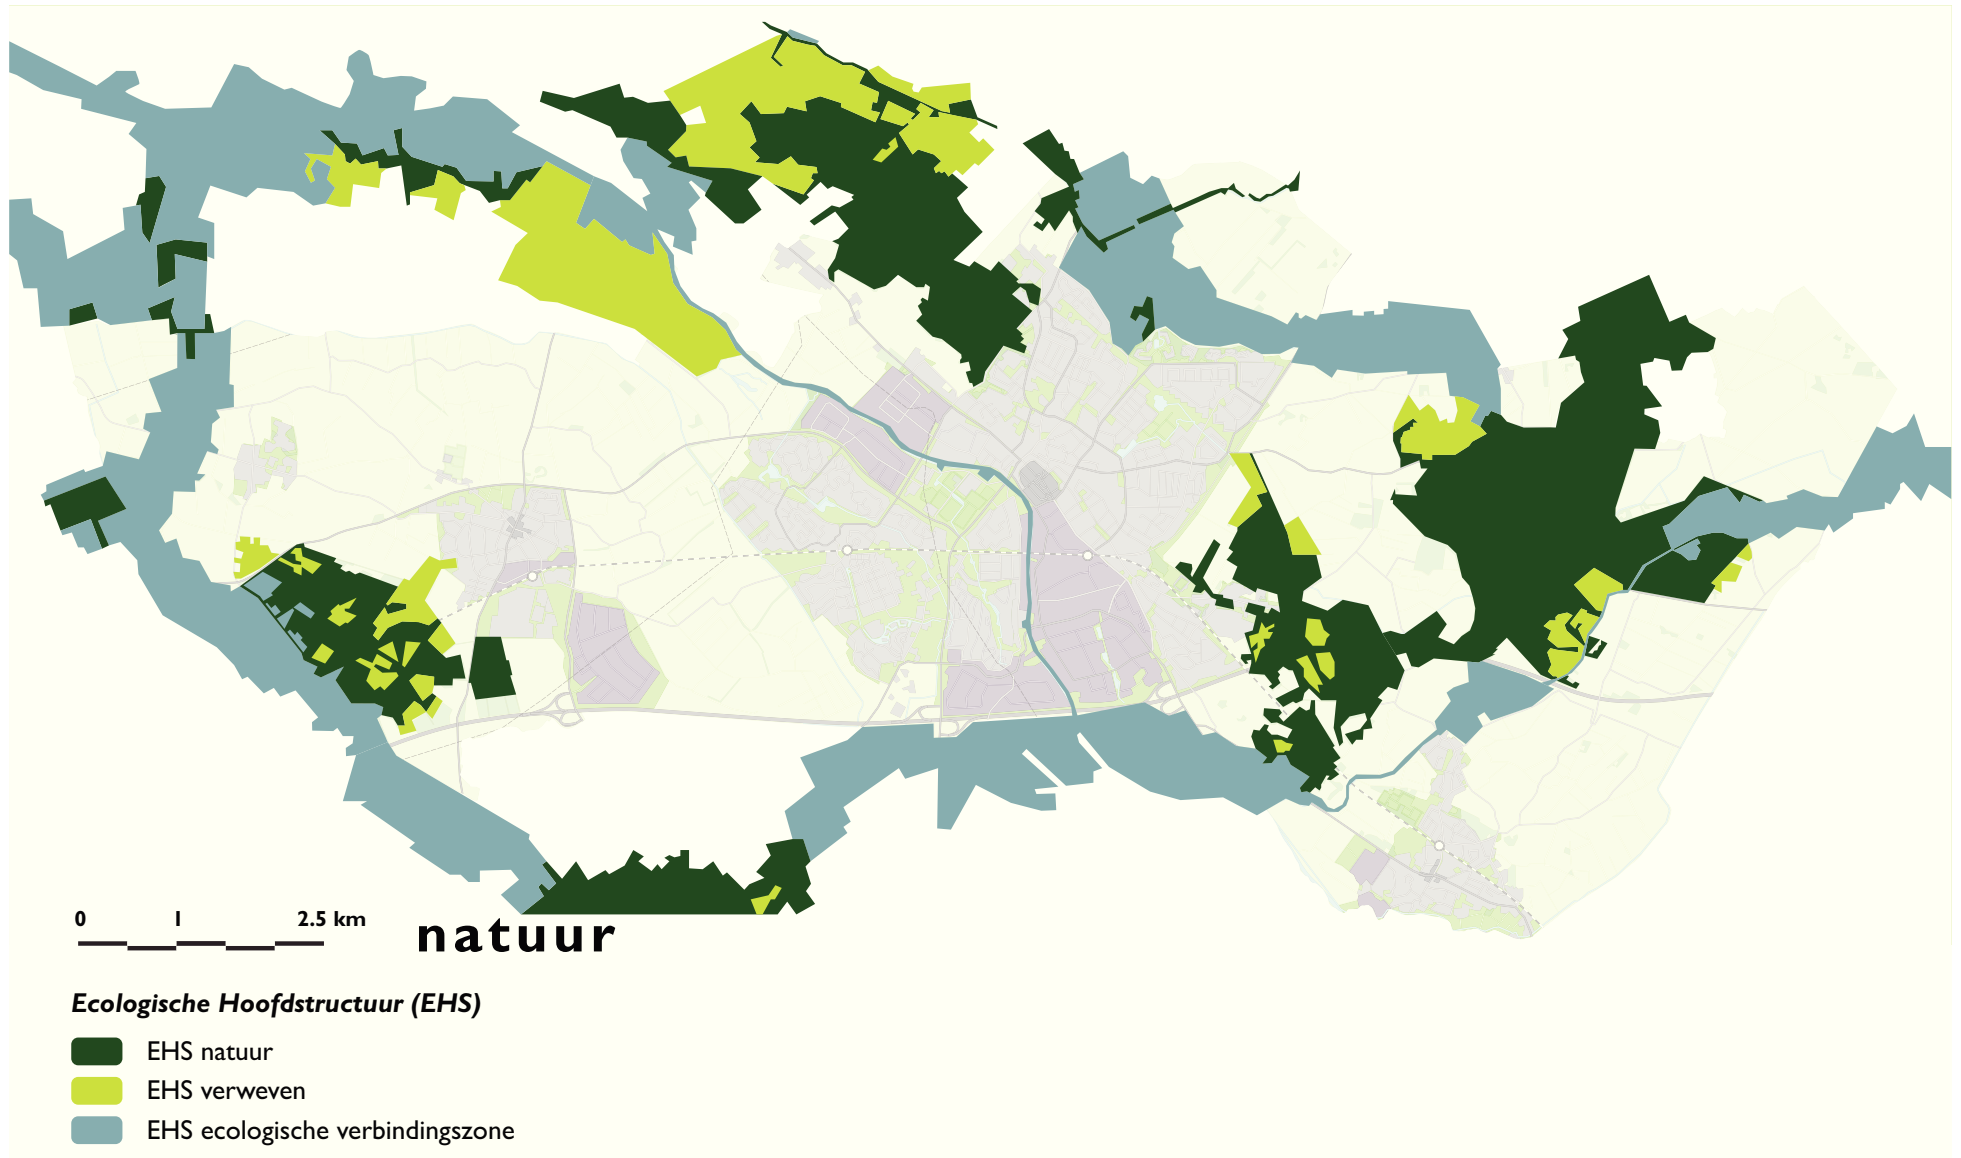 0 1 2.5 km
natuur
Ecologische Hoofdstructuur (EHS)
EHS natuur
EHS verweven
EHS ecologische verbindingszone